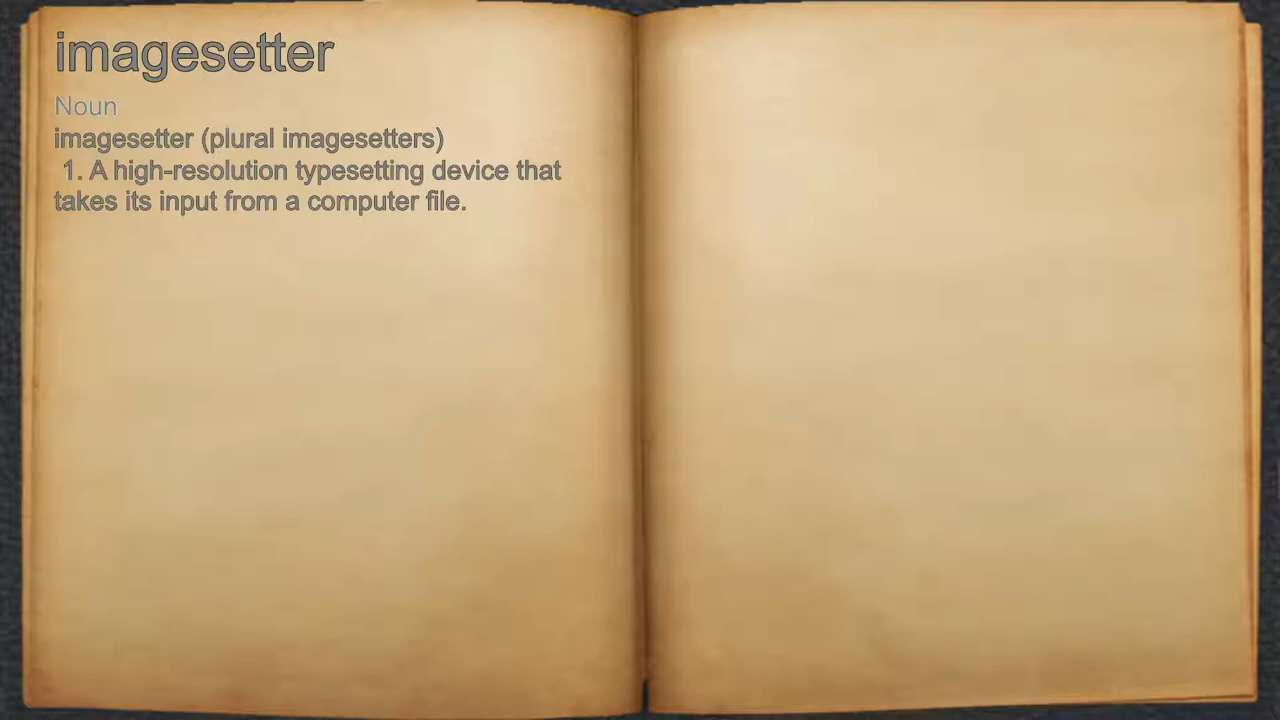 imagesetter
Noun
imagesetter (plural imagesetters)
1. A high-resolution typesetting device that
takes its input from a computer file.